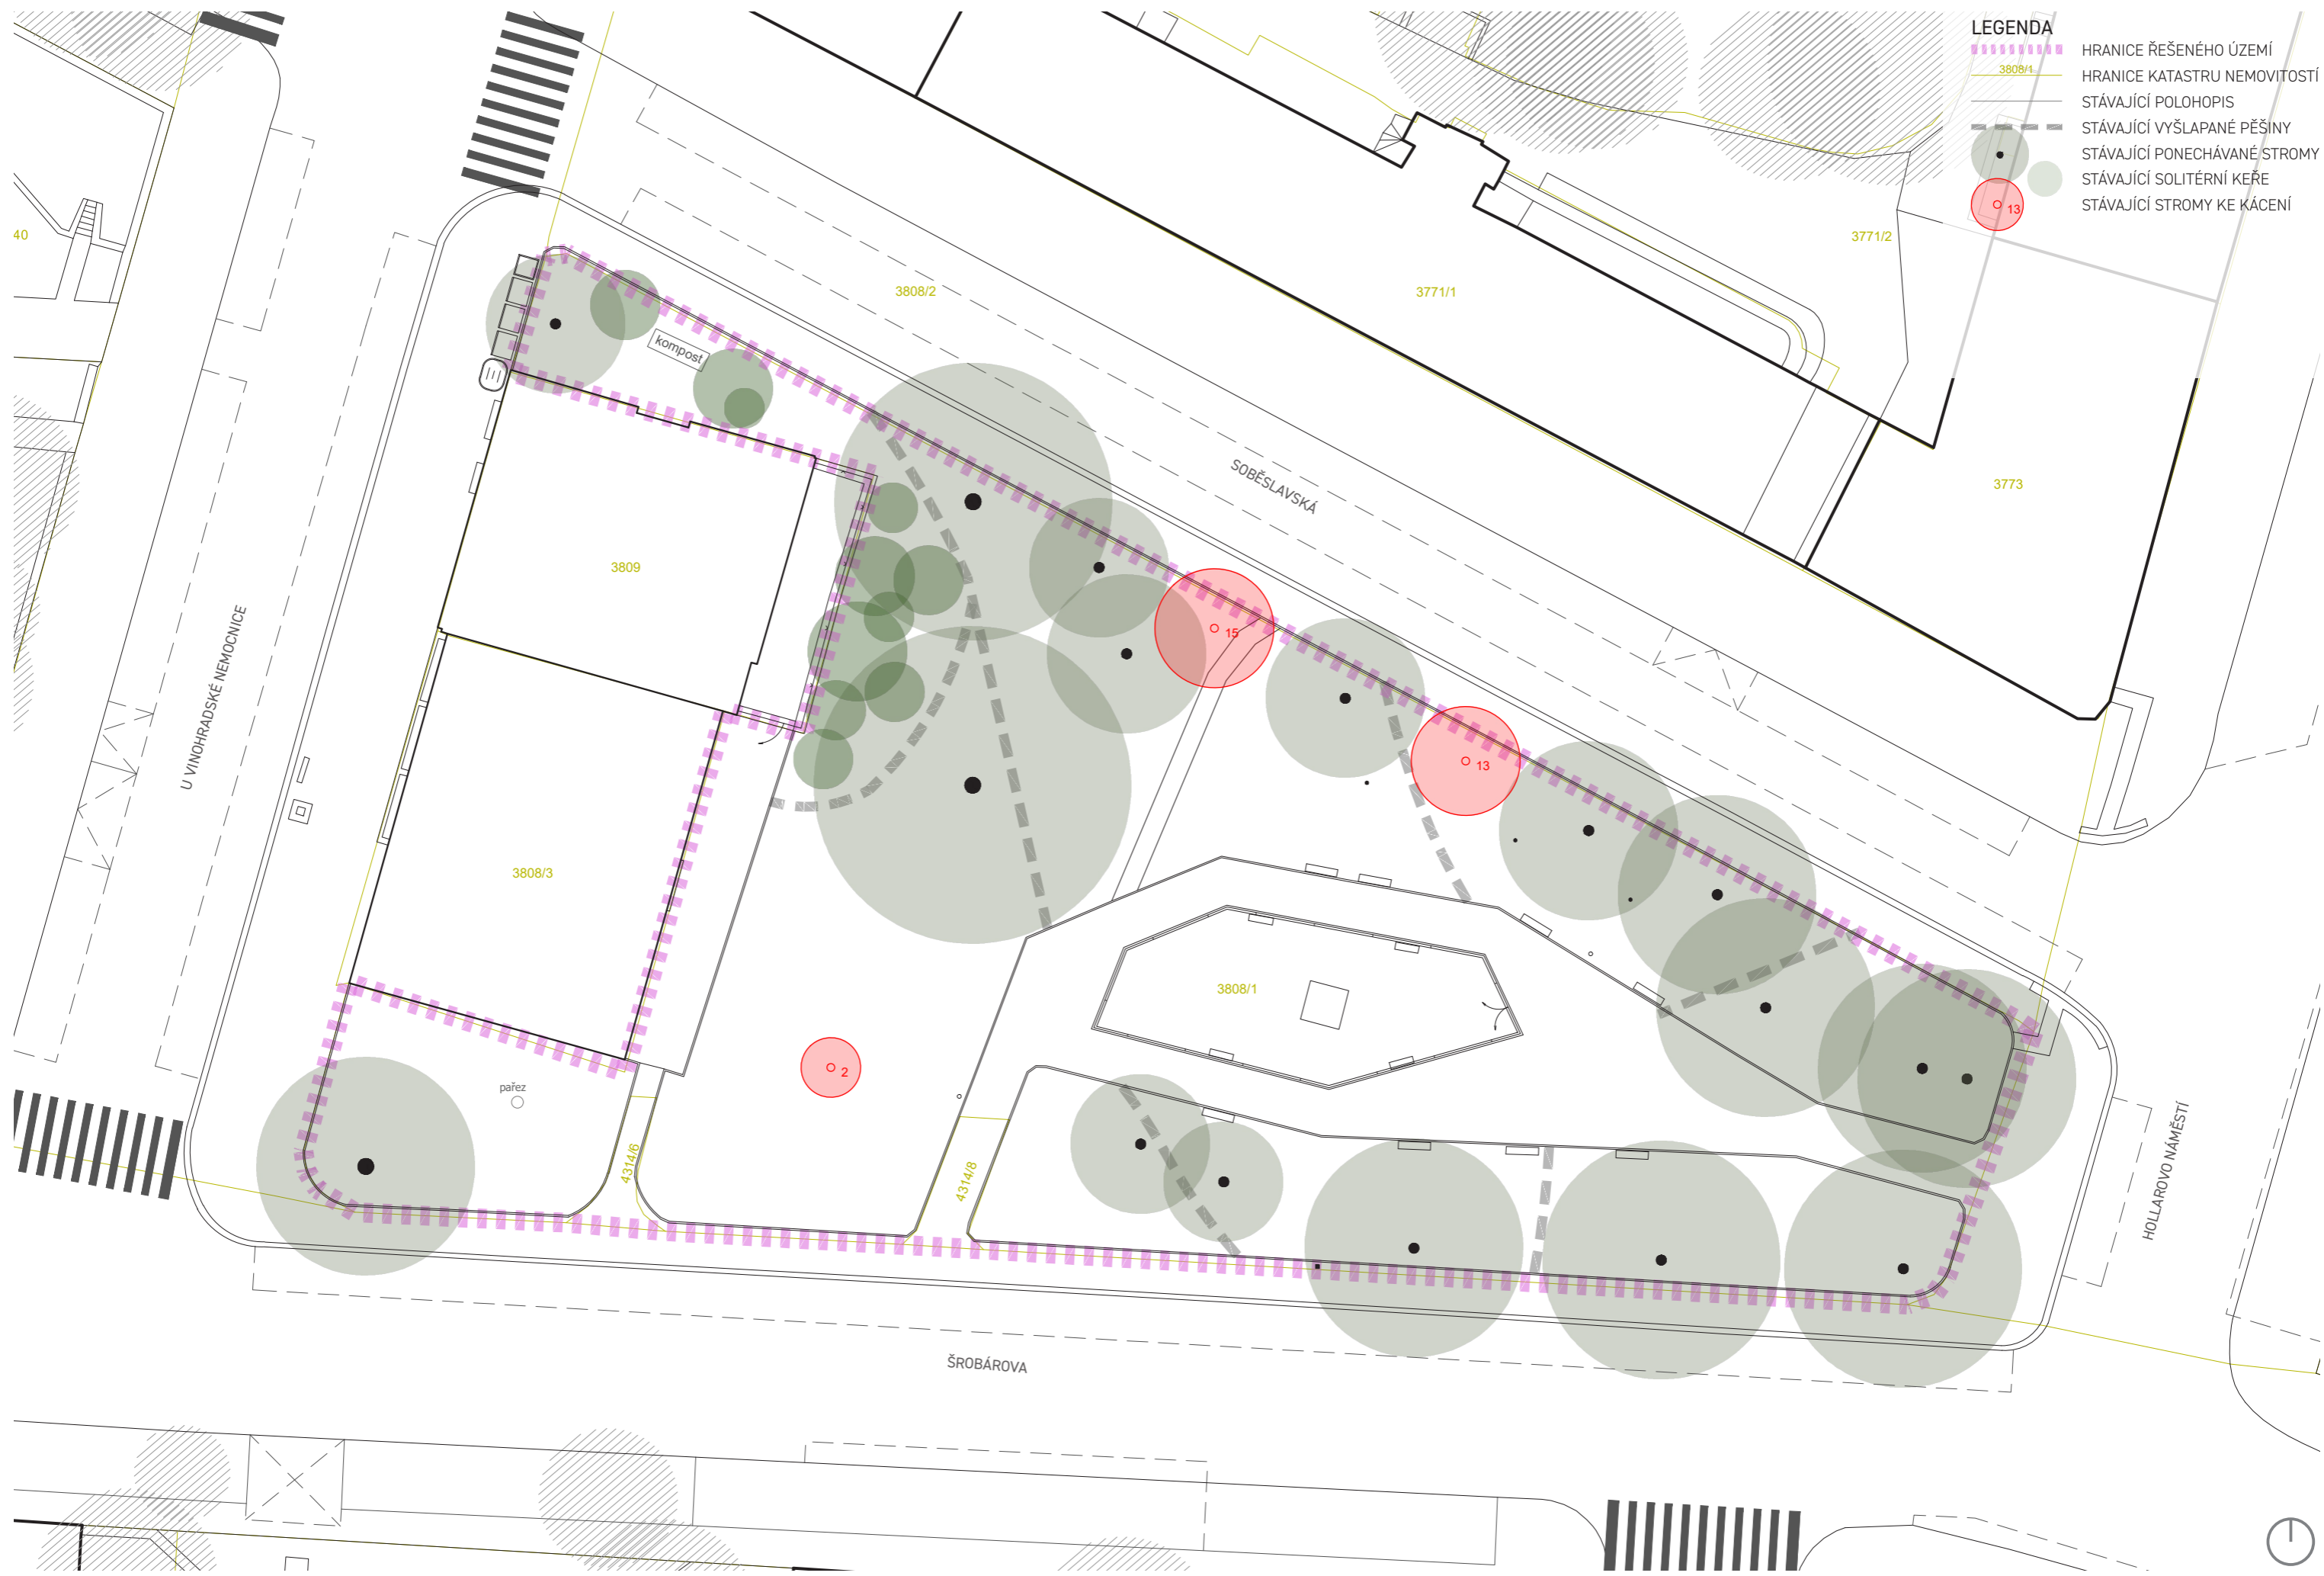 LEGENDA
HRANICE ŘEŠENÉHO ÚZEMÍ
3808/1
HRANICE KATASTRU NEMOVITOSTÍ
STÁVAJÍCÍ POLOHOPIS
STÁVAJÍCÍ VYŠLAPANÉ PĚŠINY
STÁVAJÍCÍ PONECHÁVANÉ STROMY
STÁVAJÍCÍ SOLITÉRNÍ KEŘE
13
STÁVAJÍCÍ STROMY KE KÁCENÍ
40
3771/2
3808/2
3771/1
kompost
SOBĚSLAVSKÁ
3773
3809
U VINOHRADSKÉ NEMOCNICE
15
13
3808/3
3808/1
2
pařez
4314/6
4314/8
HOLLAROVO NÁMĚSTÍ
ŠROBÁROVA